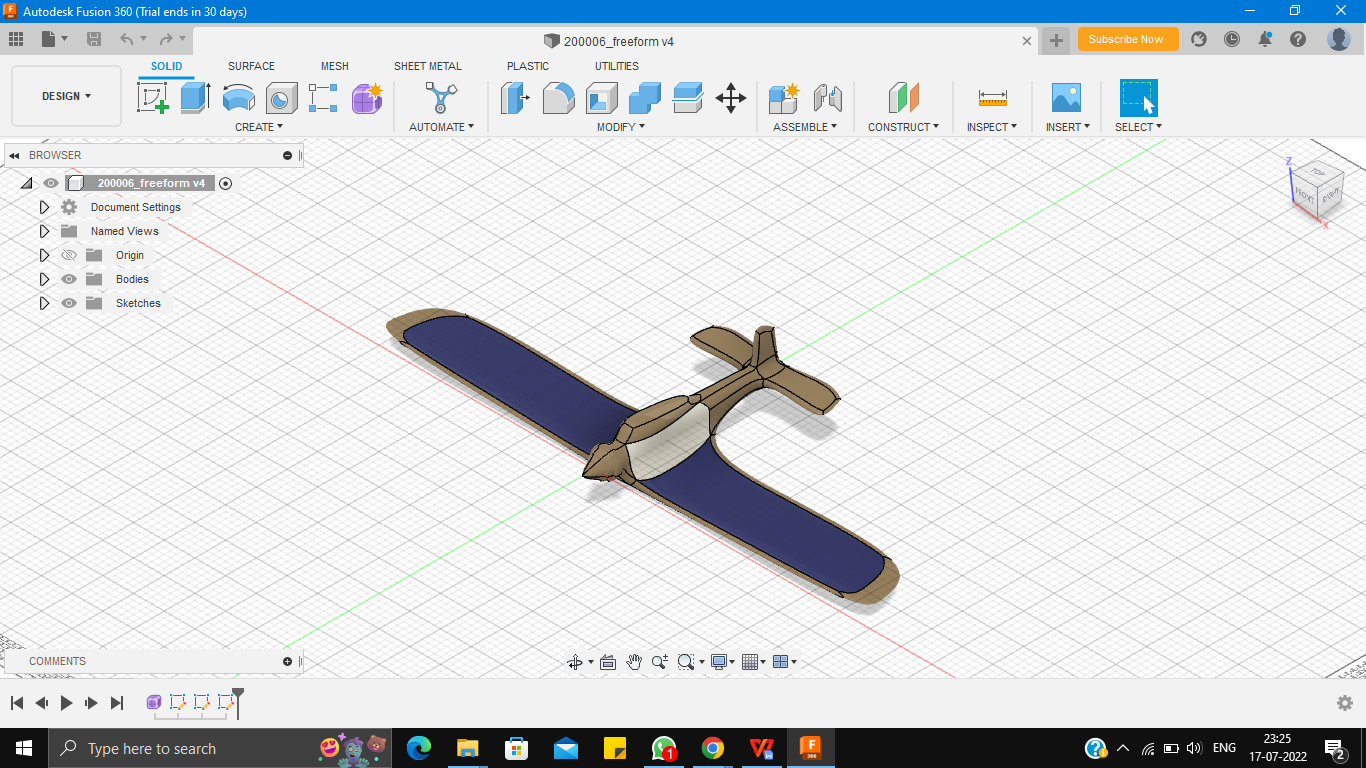 Autodesk Fusion 360 (Trial ends in 30 days)
200006_freeform v4
Subscribe Now
SOLID SURFACE MESH SHEET METAL PLASTIC UTILITIES
DESIGN
CREATE AUTOMATE MODIFY ASSEMBLE CONSTRUCT INSPECT INSERT SELECT
BROWSER
200006_freeform v4
Document Settings
Named Views
Origin
Bodies
Sketches
Z
TOP
FRONT
RIGHT
X
COMMENTS
Type here to search
1
F
360
ENG
23:25
17-07-2022
2